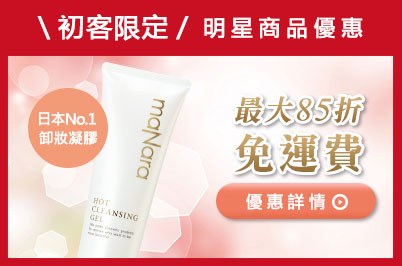 \ 初客限定 / 明星商品優惠
日本No.1
卸妝凝膠
maNara
HOT
CLEANSING
GEL
最大85折
免運費
優惠詳情